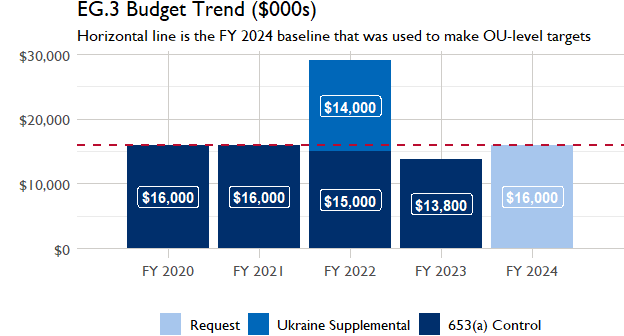 EG.3 Budget Trend ($000s)
Horizontal line is the FY 2024 baseline that was used to make OU-level targets
$30,000
$14,000
$20,000
$10,000
$16,000 $16,000 $15,000 $13,800 $16,000
$0
FY 2020 FY 2021 FY 2022 FY 2023 FY 2024
Request Ukraine Supplemental 653(a) Control